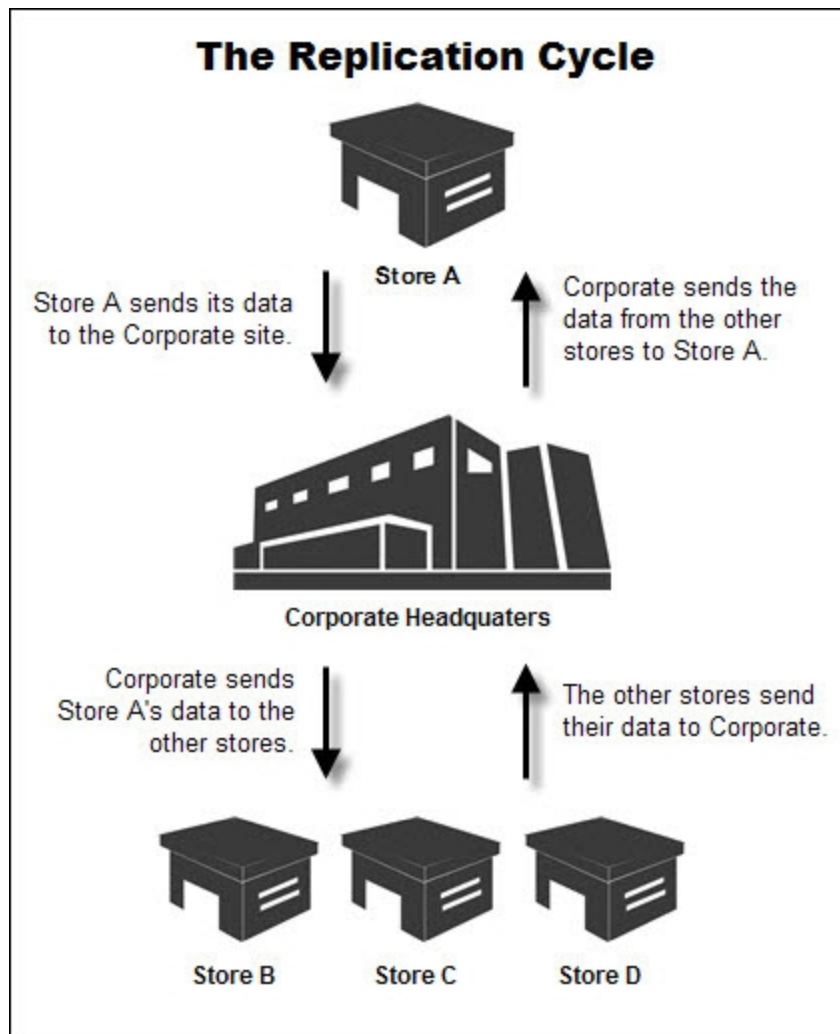 The Replication Cycle
Store A
Store A sends its data
to the Corporate site.
Corporate sends the
data from the other
stores to Store A.
Corporate Headquaters
Corporate sends
Store A's data to the
other stores.
The other stores send
their data to Corporate.
Store B
Store C
Store D